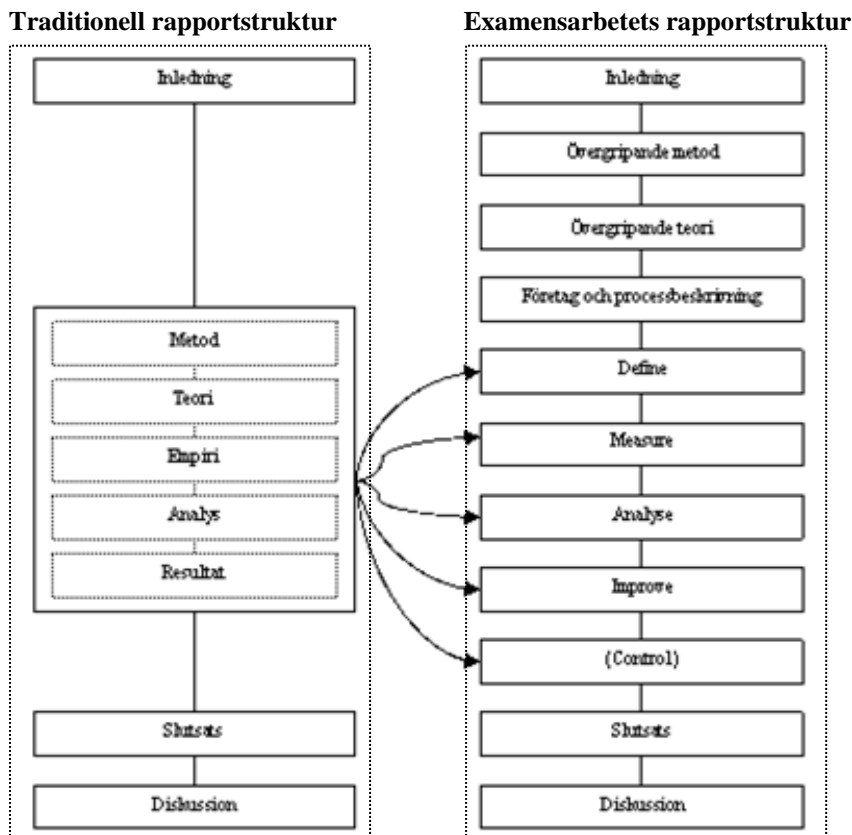 Traditionell rapportstruktur
Inledning
Metod
Teori
Empiri
Analys
Resultat
Slutsats
Diskussion
Examensarbetets rapportstruktur
Inledning
Övergripande metod
Övergripande teori
Företag och processbeskrivning
Define
Measure
Analyse
Improve
(Control)
Slutsats
Diskussion